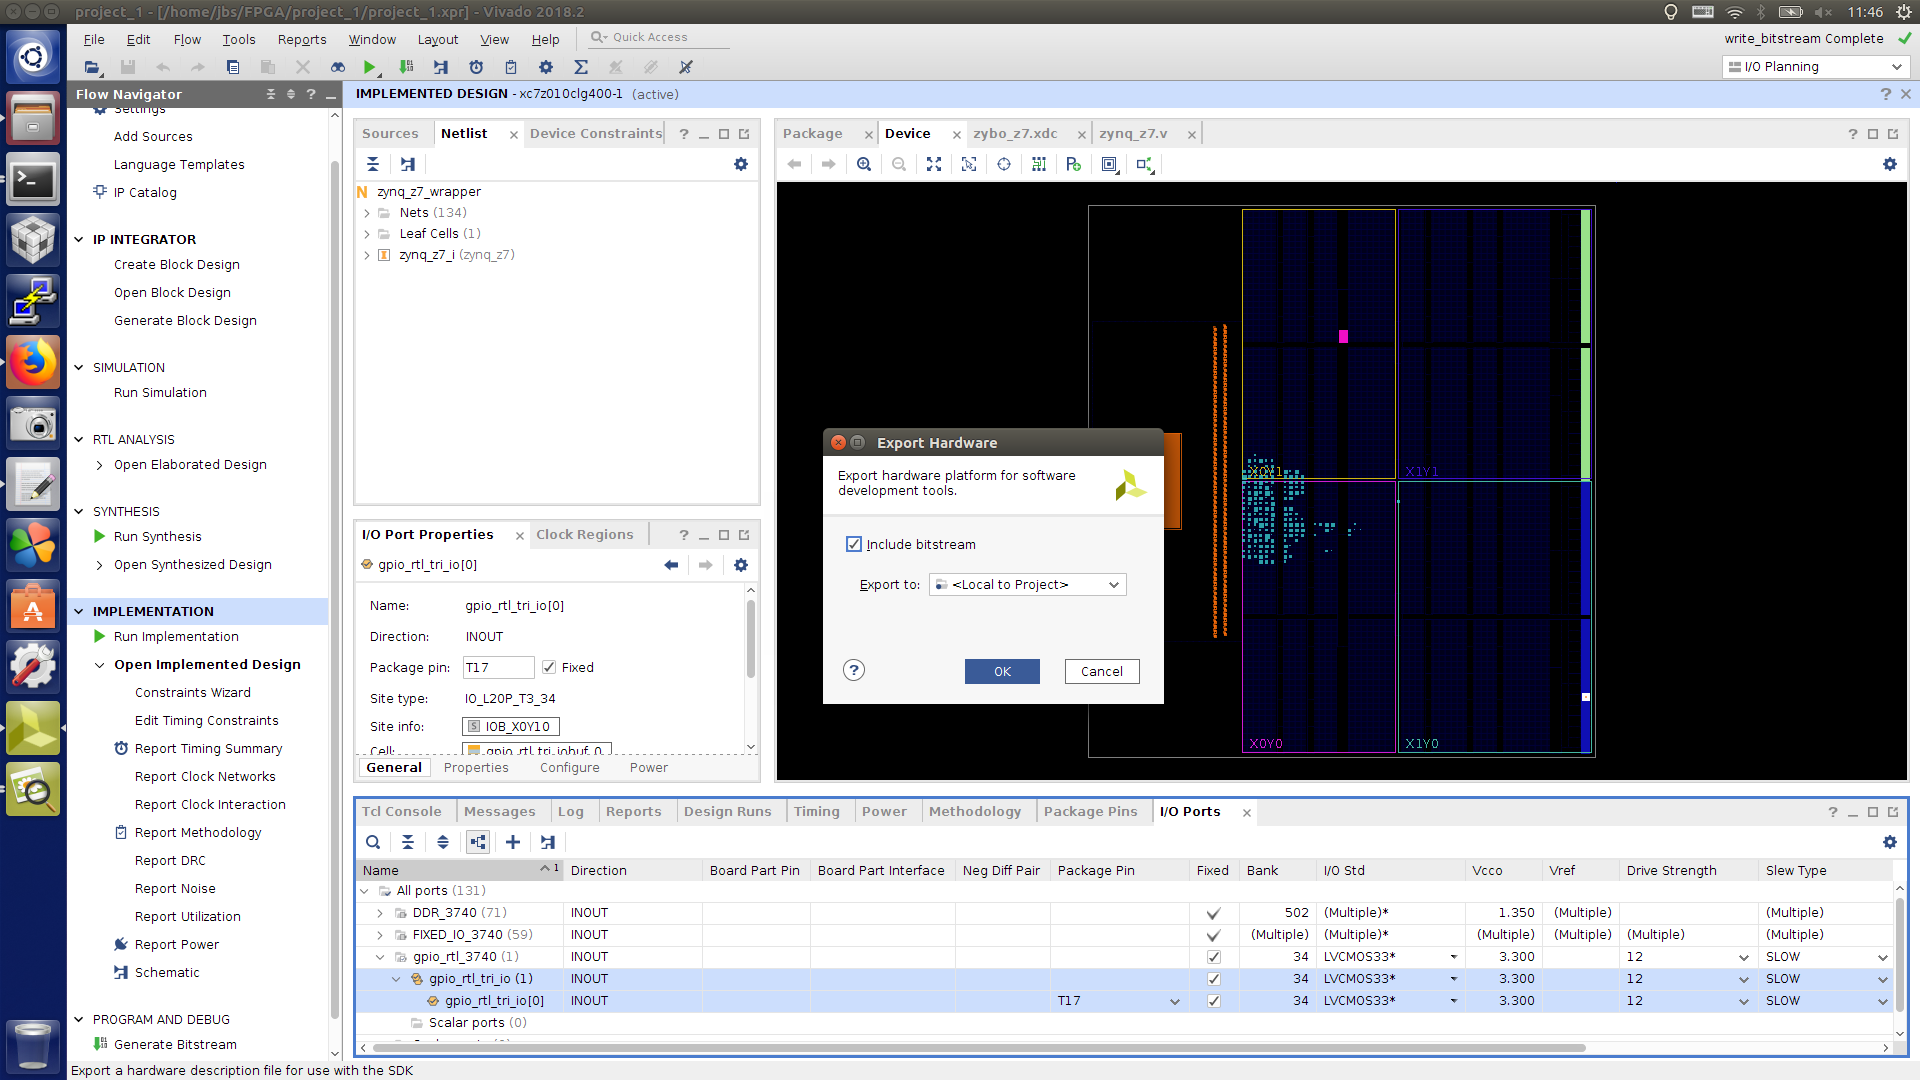 project_1 - [/home/jbs/FPGA/project_1/project_1.xpr] - Vivado 2018.2
11:46
File Edit Flow Tools Reports Window Layout View Help Quick Access
write_bitstream Complete
I/O Planning
Flow Navigator
IMPLEMENTED DESIGN - xc7z010clg400-1 (active)
Settings
Add Sources
Language Templates
IP Catalog
IP INTEGRATOR
Create Block Design
Open Block Design
Generate Block Design
SIMULATION
Run Simulation
RTL ANALYSIS
Open Elaborated Design
SYNTHESIS
Run Synthesis
Open Synthesized Design
IMPLEMENTATION
Run Implementation
Open Implemented Design
Constraints Wizard
Edit Timing Constraints
Report Timing Summary
Report Clock Networks
Report Clock Interaction
Report Methodology
Report DRC
Report Noise
Report Utilization
Report Power
Schematic
PROGRAM AND DEBUG
Generate Bitstream
Sources Netlist Device Constraints
N zynq_z7_wrapper
Nets (134)
Leaf Cells (1)
zynq_z7_i (zynq_z7)
I/O Port Properties Clock Regions
gpio_rtl_tri_io[0]
Name: gpio_rtl_tri_io[0]
Direction: INOUT
Package pin: T17 Fixed
Site type: IO_L20P_T3_34
Site info: S IOB_X0Y10
Cell: gpio_rtl_tri_iobuf_0
General Properties Configure Power
Package Device zybo_z7.xdc zynq_z7.v
X0Y1 X1Y1
X0Y0 X1Y0
Export Hardware
Export hardware platform for software
development tools.
Include bitstream
Export to: <Local to Project>
? OK Cancel
Tcl Console Messages Log Reports Design Runs Timing Power Methodology Package Pins I/O Ports
Name 1 Direction Board Part Pin Board Part Interface Neg Diff Pair Package Pin Fixed Bank I/O Std Vcco Vref Drive Strength Slew Type
All ports (131)
DDR_3740 (71) INOUT 502 (Multiple)* 1.350 (Multiple) (Multiple)
FIXED_IO_3740 (59) INOUT (Multiple) (Multiple)* (Multiple) (Multiple) (Multiple) (Multiple)
gpio_rtl_3740 (1) INOUT 34 LVCMOS33* 3.300 12 SLOW
gpio_rtl_tri_io (1) INOUT 34 LVCMOS33* 3.300 12 SLOW
gpio_rtl_tri_io[0] INOUT T17 34 LVCMOS33* 3.300 12 SLOW
Scalar ports (0)
Export a hardware description file for use with the SDK